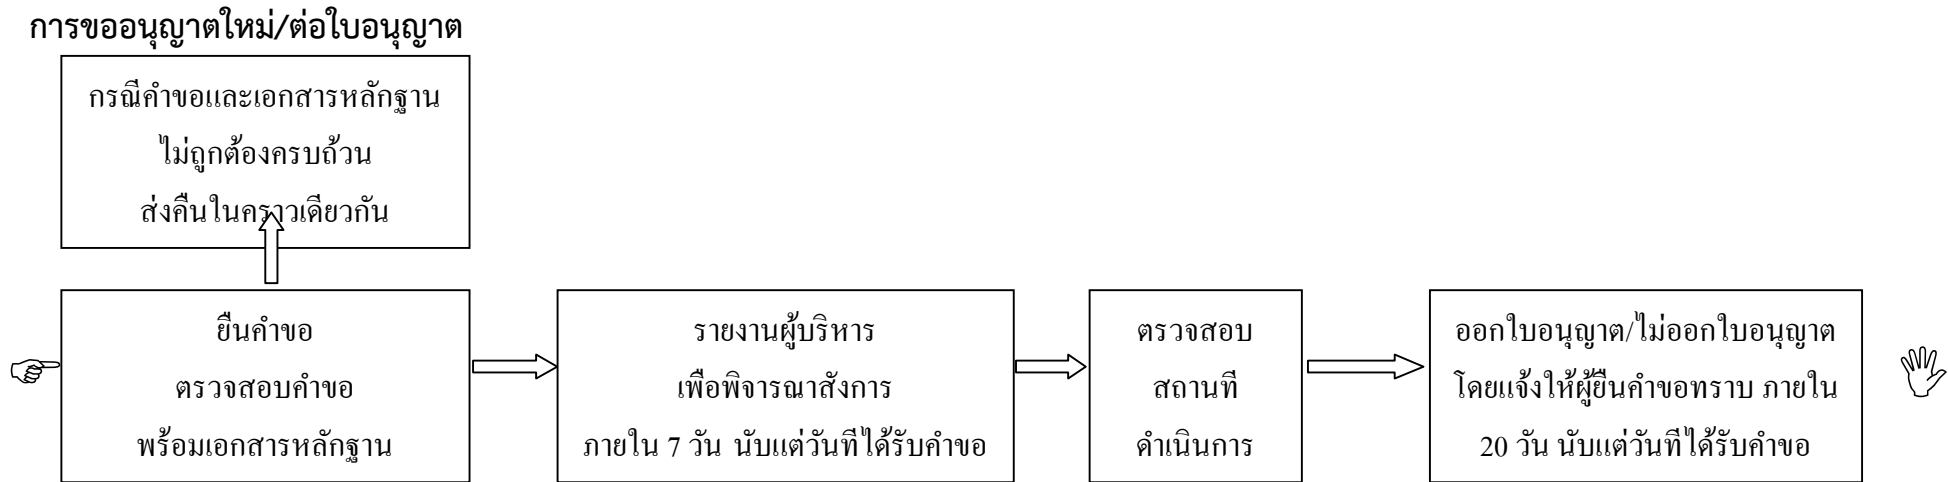 การขออนุญาตใหม่/ต่อใบอนุญาต
กรณีคำขอและเอกสารหลักฐาน
ไม่ถูกต้องครบถ้วน
ส่งคืนในคราวเดียวกัน
ยื่นคำขอ
ตรวจสอบคำขอ
พร้อมเอกสารหลักฐาน
รายงานผู้บริหาร
เพื่อพิจารณาสั่งการ
ภายใน 7 วัน นับแต่วันที่ได้รับคำขอ
ตรวจสอบ
สถานที่
ดำเนินการ
ออกใบอนุญาต/ไม่ออกใบอนุญาต
โดยแจ้งให้ผู้ยื่นคำขอทราบ ภายใน
20 วัน นับแต่วันที่ได้รับคำขอ